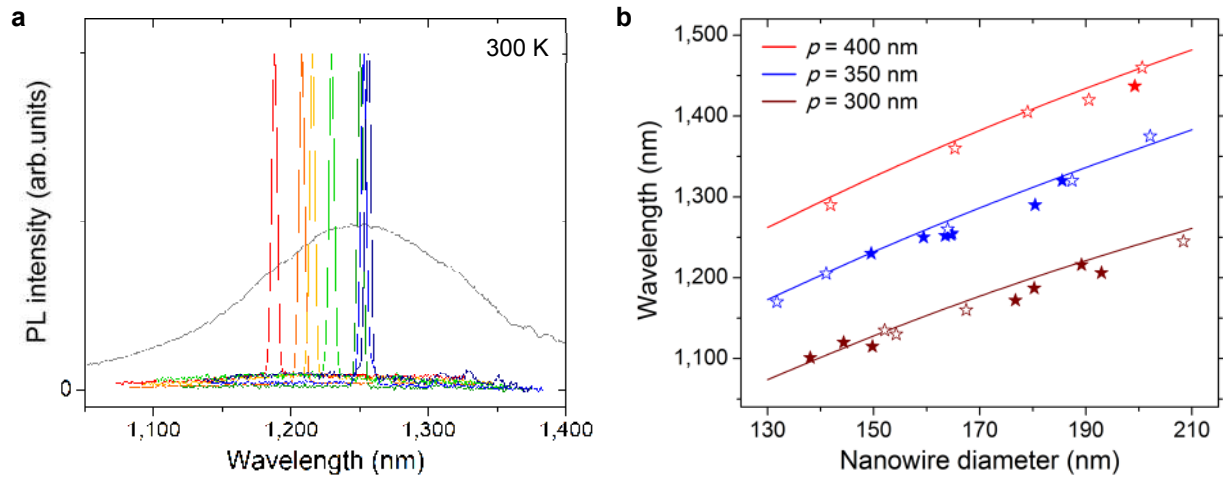 a
300 K
PL intensity (arb.units)
0
1,100
1,200
1,300
1,400
Wavelength (nm)
b
p = 400 nm
p = 350 nm
p = 300 nm
Wavelength (nm)
1,500
1,400
1,300
1,200
1,100
130
150
170
190
210
Nanowire diameter (nm)